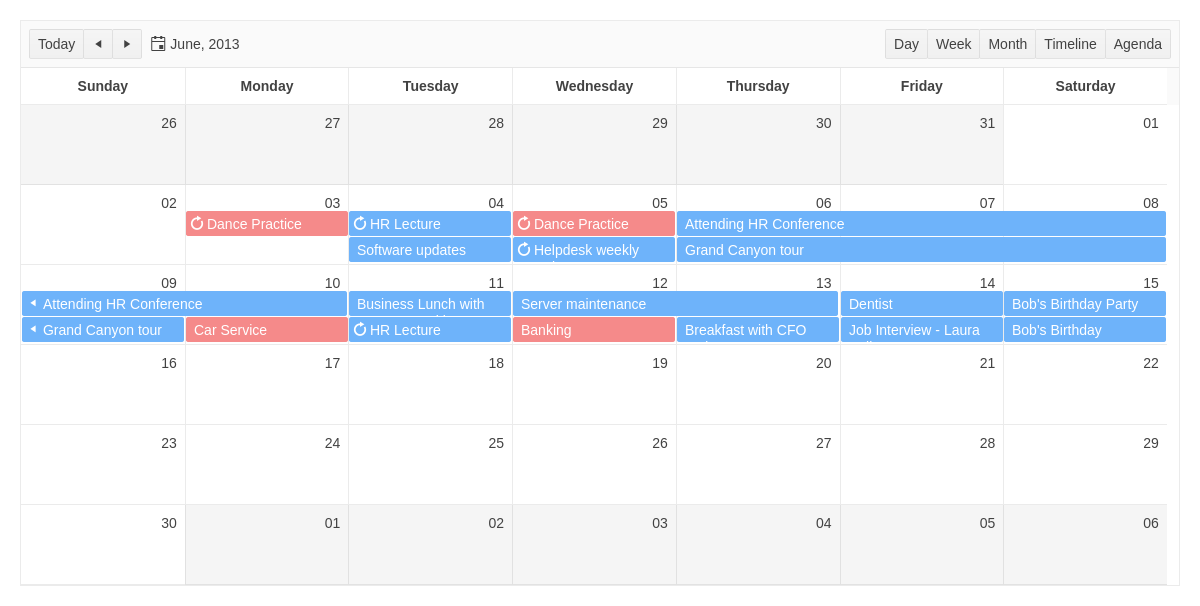 Today June, 2013 Day Week Month Timeline Agenda
Sunday Monday Tuesday Wednesday Thursday Friday Saturday
26 27 28 29 30 31 01
02 03 04 05 06 07 08
Dance Practice HR Lecture Dance Practice Attending HR Conference
Software updates Helpdesk weekly Grand Canyon tour
09 10 11 12 13 14 15
Attending HR Conference Business Lunch with Server maintenance Dentist Bob's Birthday Party
Grand Canyon tour Car Service HR Lecture Banking Breakfast with CFO Job Interview - Laura Bob's Birthday
16 17 18 19 20 21 22
23 24 25 26 27 28 29
30 01 02 03 04 05 06